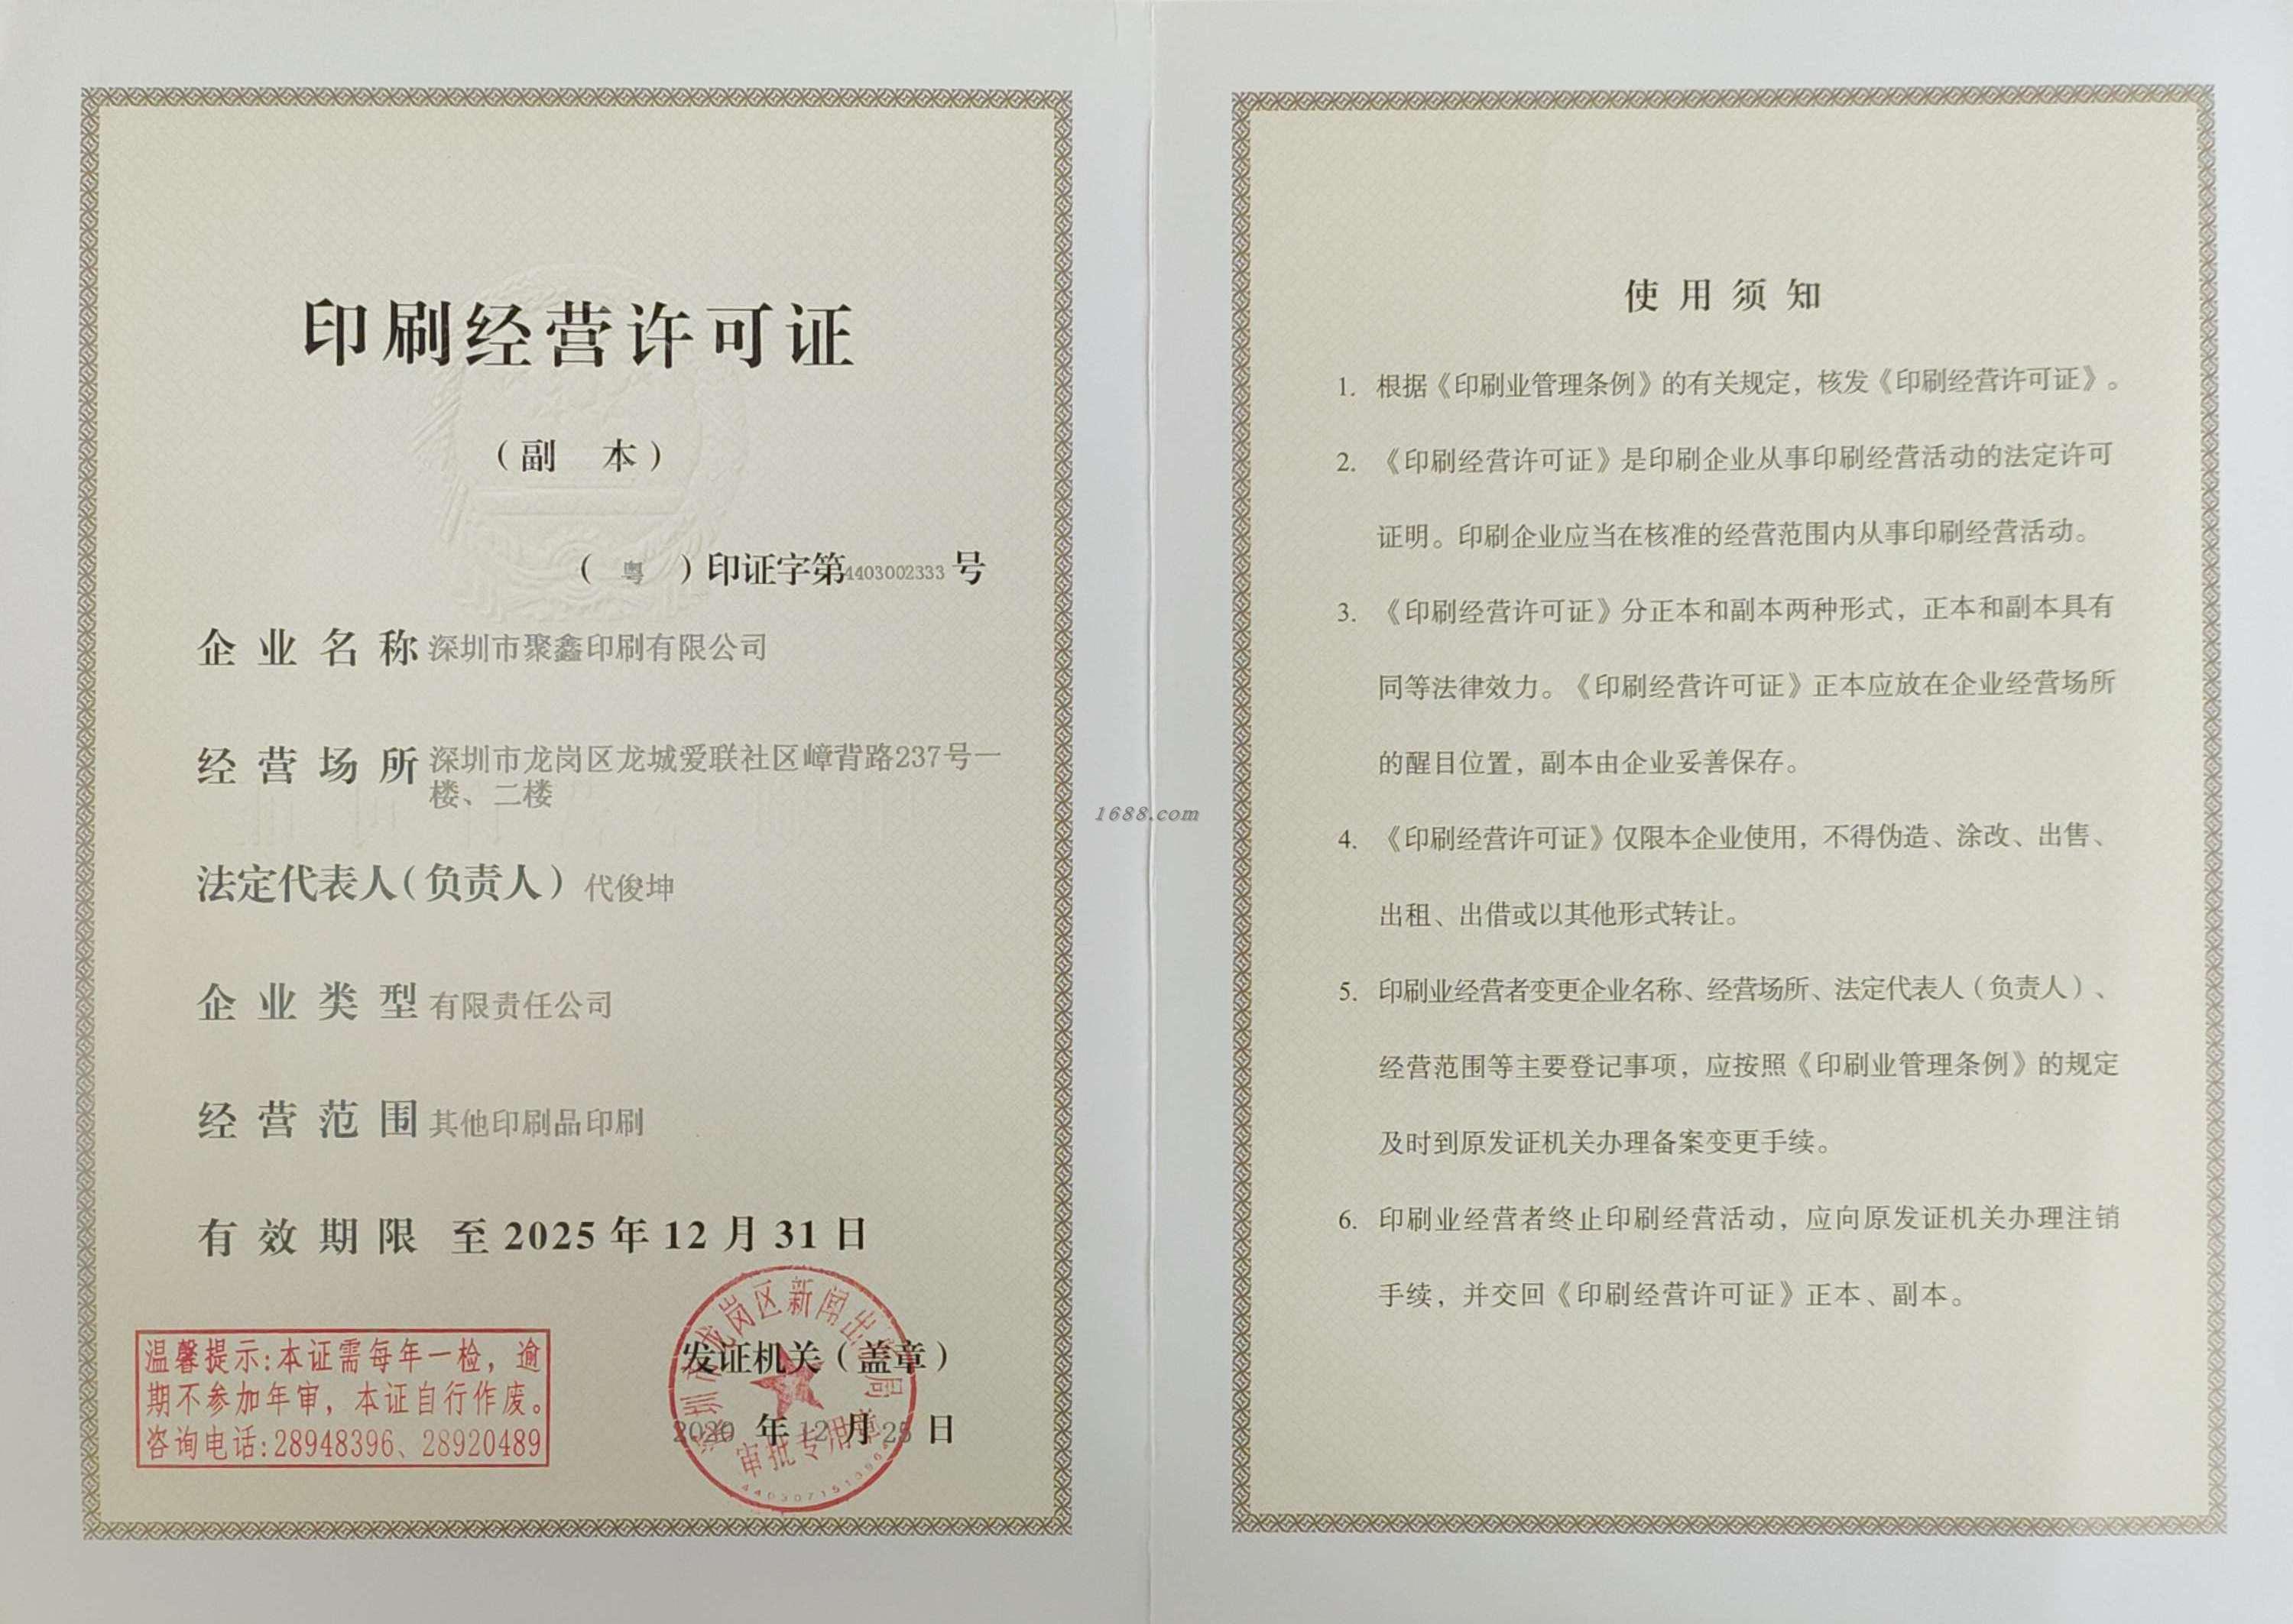 印刷经营许可证
（副 本）
（ 粤 ）印证字第4403002333号
企业名称 深圳市聚鑫印刷有限公司
经营场所 深圳市龙岗区龙城爱联社区嶂背路237号一
楼、二楼
法定代表人（负责人） 代俊坤
企业类型 有限责任公司
经营范围 其他印刷品印刷
有效期限 至2025年12月31日
温馨提示:本证需每年一检，逾
期不参加年审，本证自行作废。
咨询电话:28948396、28920489
发证机关（盖章）
2020 年 12 月 25 日
深圳市龙岗区新闻出版局
审批专用章
1688.com
使用须知
1. 根据《印刷业管理条例》的有关规定，核发《印刷经营许可证》。
2. 《印刷经营许可证》是印刷企业从事印刷经营活动的法定许可
证明。印刷企业应当在核准的经营范围内从事印刷经营活动。
3. 《印刷经营许可证》分正本和副本两种形式，正本和副本具有
同等法律效力。《印刷经营许可证》正本应放在企业经营场所
的醒目位置，副本由企业妥善保存。
4. 《印刷经营许可证》仅限本企业使用，不得伪造、涂改、出售、
出租、出借或以其他形式转让。
5. 印刷业经营者变更企业名称、经营场所、法定代表人（负责人）、
经营范围等主要登记事项，应按照《印刷业管理条例》的规定
及时到原发证机关办理备案变更手续。
6. 印刷业经营者终止印刷经营活动，应向原发证机关办理注销
手续，并交回《印刷经营许可证》正本、副本。